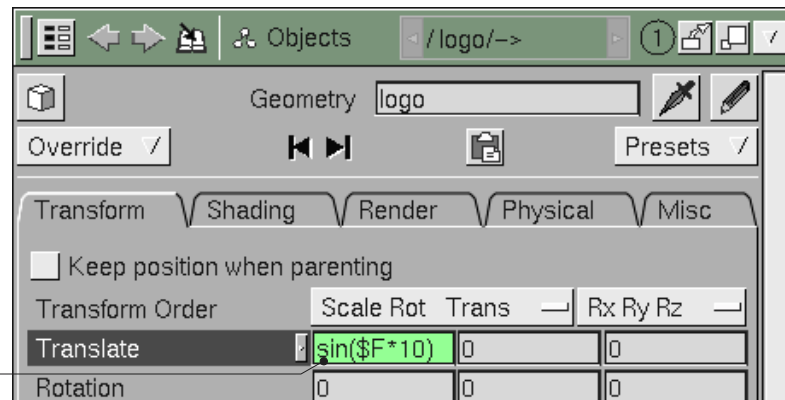 Objects /logo/-> 1
Geometry logo
Override Presets
Transform Shading Render Physical Misc
Keep position when parenting
Transform Order Scale Rot Trans Rx Ry Rz
Translate sin($F*10) 0 0
Rotation 0 0 0